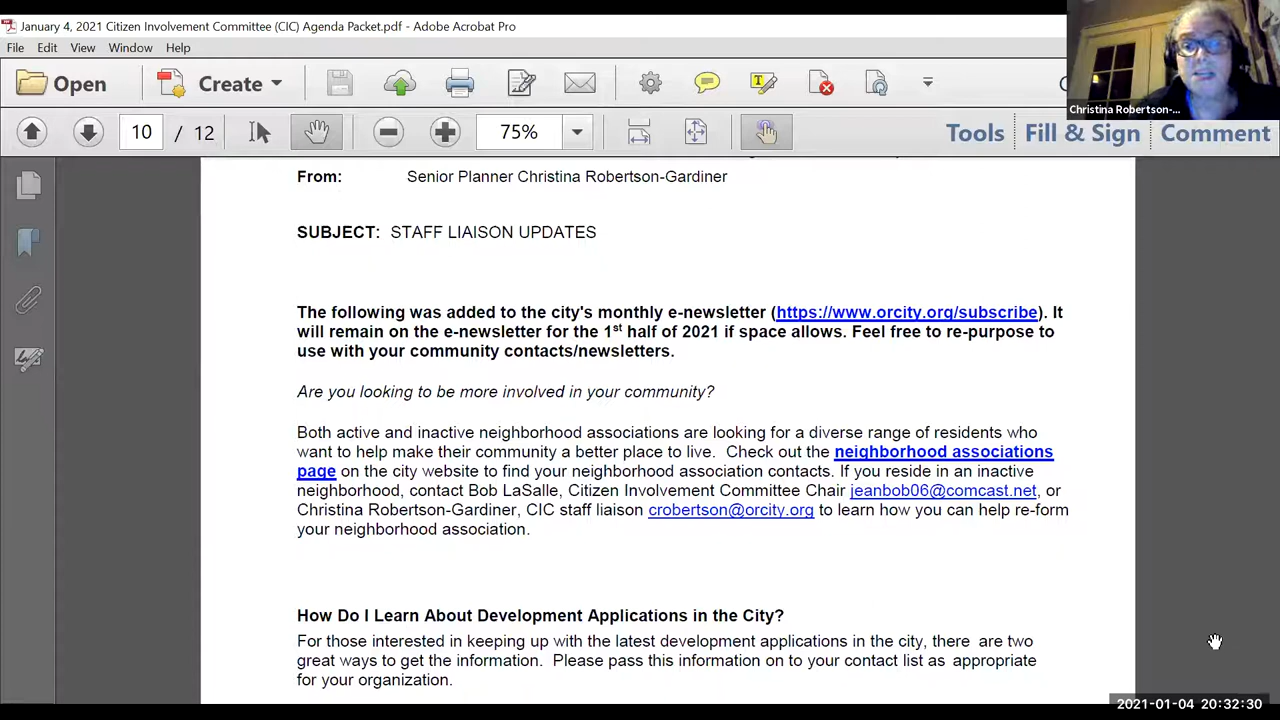 January 4, 2021 Citizen Involvement Committee (CIC) Agenda Packet.pdf - Adobe Acrobat Pro
File Edit View Window Help
Open Create
Christina Robertson-...
10 / 12 75% Tools Fill & Sign Comment
From: Senior Planner Christina Robertson-Gardiner
SUBJECT: STAFF LIAISON UPDATES
The following was added to the city's monthly e-newsletter (https://www.orcity.org/subscribe). It
will remain on the e-newsletter for the 1st half of 2021 if space allows. Feel free to re-purpose to
use with your community contacts/newsletters.
Are you looking to be more involved in your community?
Both active and inactive neighborhood associations are looking for a diverse range of residents who
want to help make their community a better place to live. Check out the neighborhood associations
page on the city website to find your neighborhood association contacts. If you reside in an inactive
neighborhood, contact Bob LaSalle, Citizen Involvement Committee Chair jeanbob06@comcast.net, or
Christina Robertson-Gardiner, CIC staff liaison crobertson@orcity.org to learn how you can help re-form
your neighborhood association.
How Do I Learn About Development Applications in the City?
For those interested in keeping up with the latest development applications in the city, there are two
great ways to get the information. Please pass this information on to your contact list as appropriate
for your organization.
2021-01-04 20:32:30